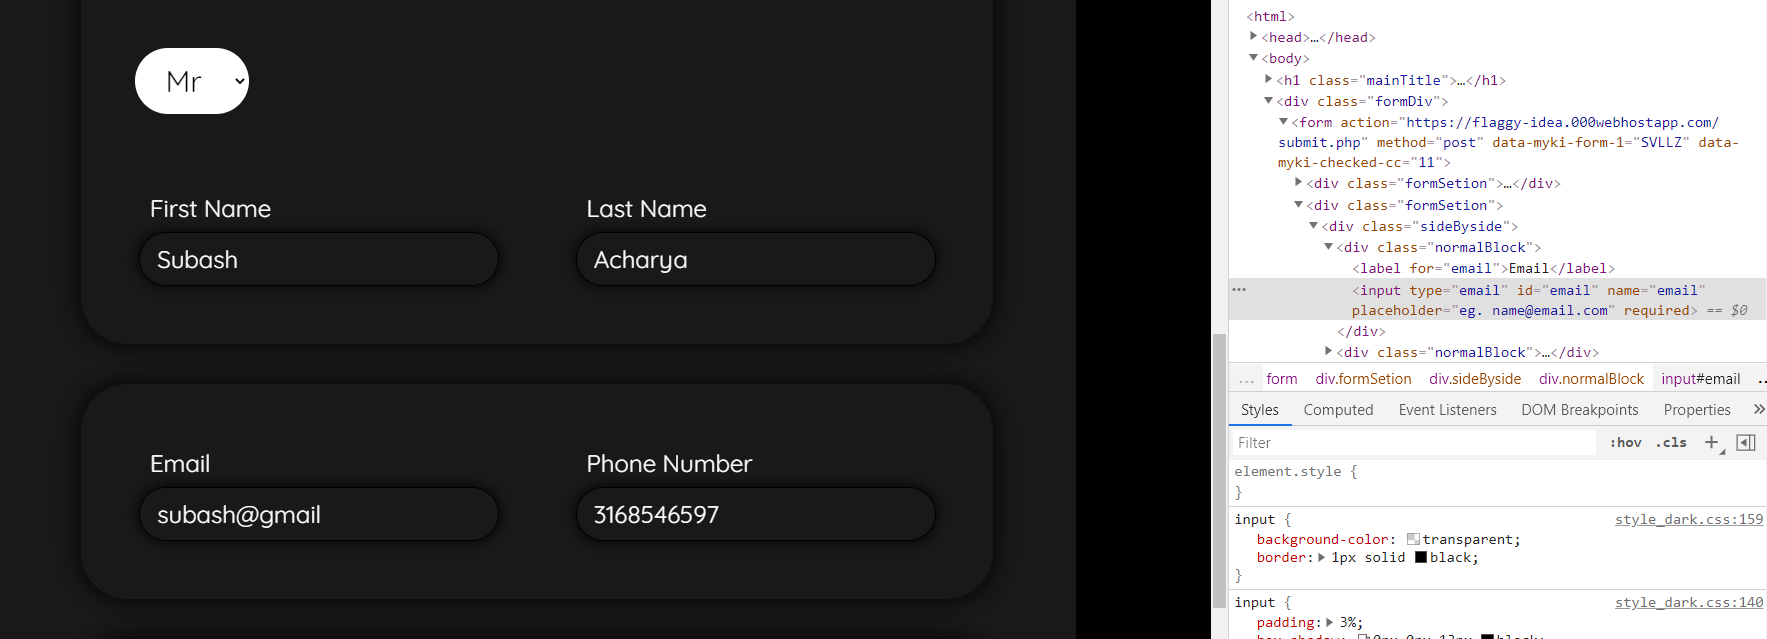 Mr
First Name
Last Name
Subash
Acharya
Email
Phone Number
subash@gmail
3168546597
<html>
<head>…</head>
<body>
<h1 class="mainTitle">…</h1>
<div class="formDiv">
<form action="https://flaggy-idea.000webhostapp.com/
submit.php" method="post" data-myki-form-1="SVLLZ" data-
myki-checked-cc="11">
<div class="formSetion">…</div>
<div class="formSetion">
<div class="sideByside">
<div class="normalBlock">
<label for="email">Email</label>
… <input type="email" id="email" name="email"
placeholder="eg. name@email.com" required> == $0
</div>
<div class="normalBlock">…</div>
… form div.formSetion div.sideByside div.normalBlock input#email ..
Styles Computed Event Listeners DOM Breakpoints Properties »
Filter :hov .cls +
element.style {
}
input { style_dark.css:159
background-color: transparent;
border: 1px solid black;
}
input { style_dark.css:140
padding: 3%;